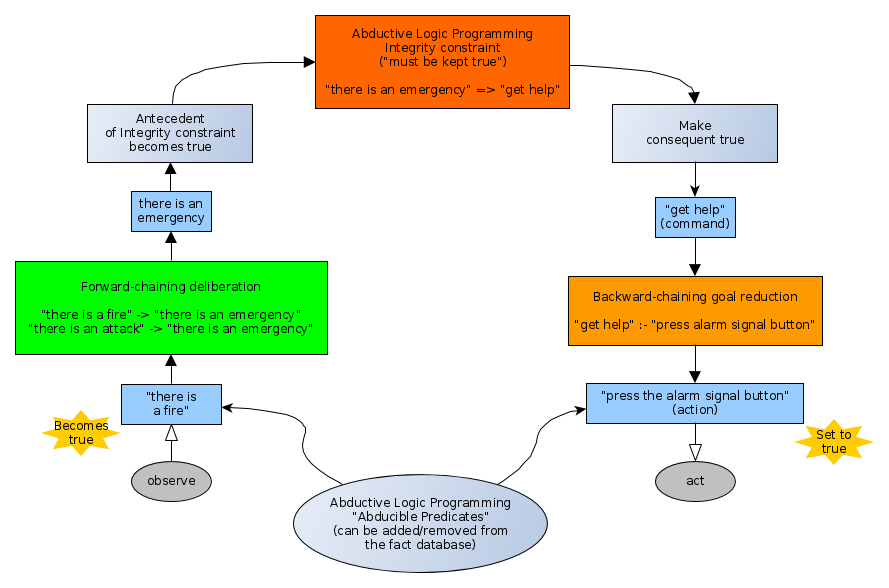 Abductive Logic Programming
Integrity constraint
("must be kept true")
"there is an emergency" => "get help"
Antecedent
of Integrity constraint
becomes true
Make
consequent true
there is an
emergency
"get help"
(command)
Forward-chaining deliberation
"there is a fire" -> "there is an emergency"
"there is an attack" -> "there is an emergency"
Backward-chaining goal reduction
"get help" :- "press alarm signal button"
"there is
a fire"
"press the alarm signal button"
(action)
Becomes
true
Set to
true
observe
act
Abductive Logic Programming
"Abducible Predicates"
(can be added/removed from
the fact database)